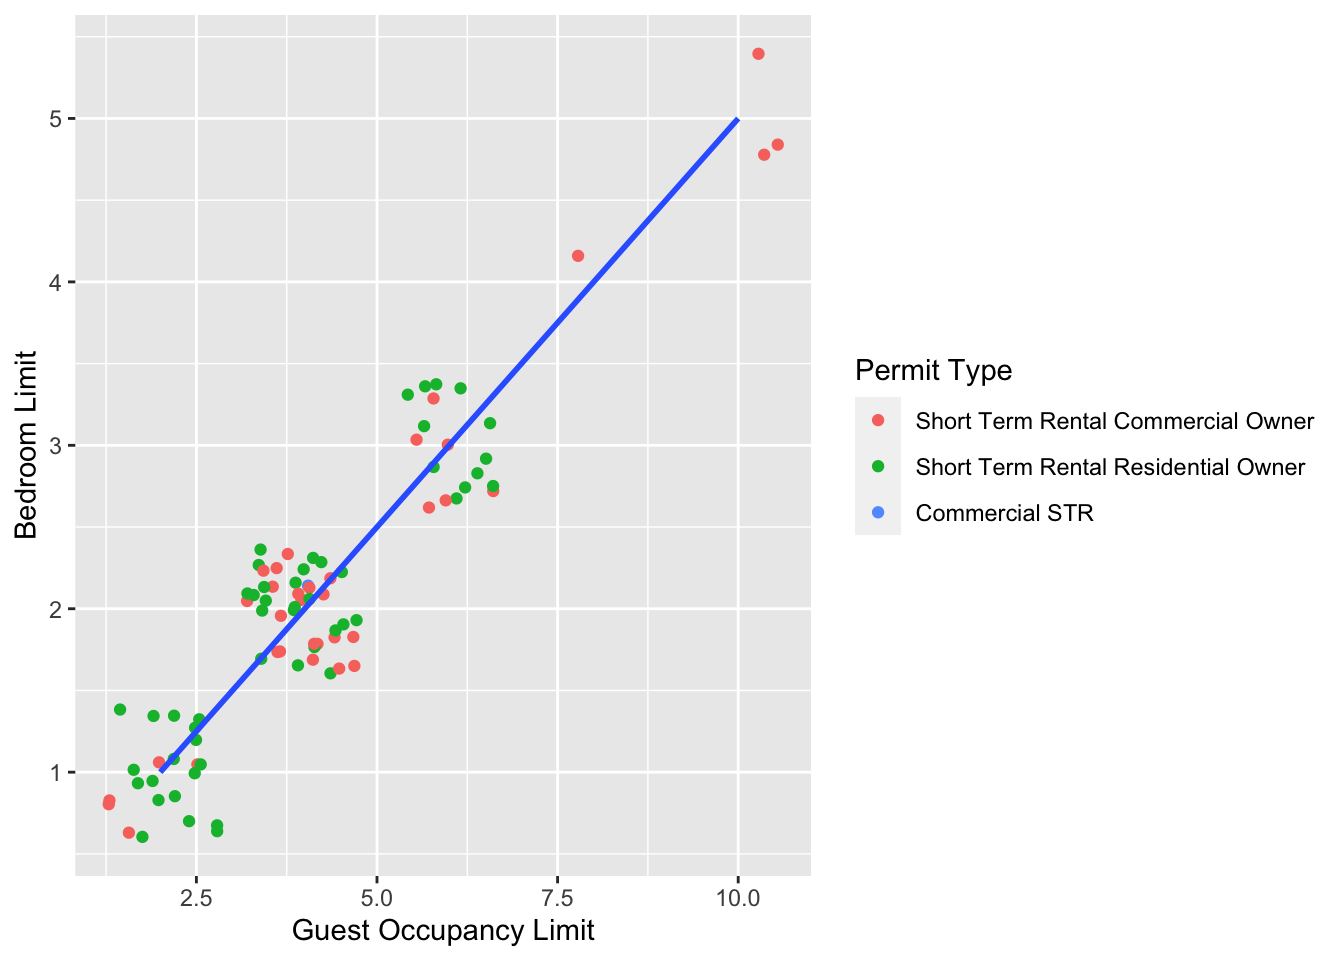 5
4
3
2
1
Bedroom Limit
2.5 5.0 7.5 10.0
Guest Occupancy Limit
Permit Type
Short Term Rental Commercial Owner
Short Term Rental Residential Owner
Commercial STR